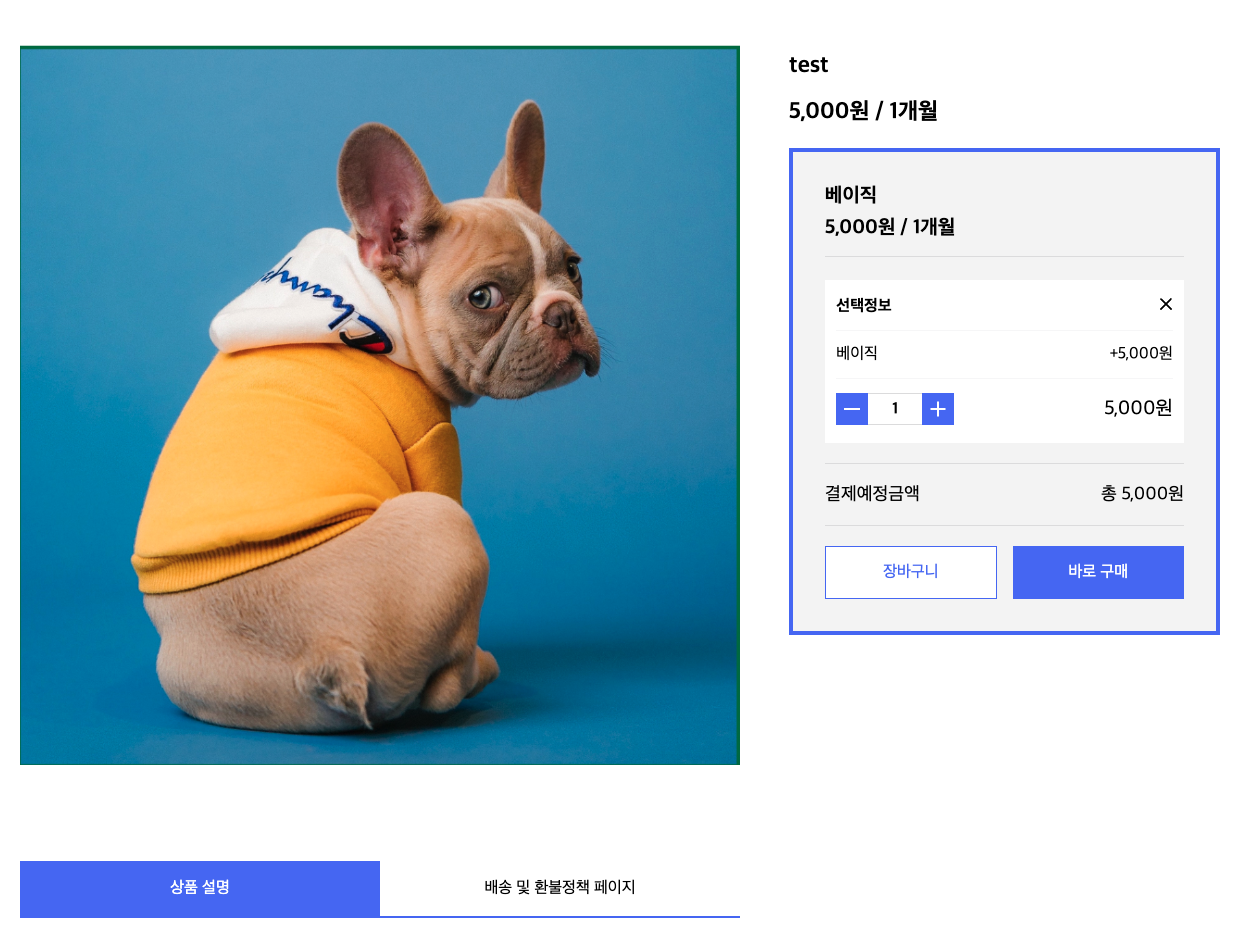 test
5,000원 / 1개월
베이직
5,000원 / 1개월
선택정보
베이직 +5,000원
1 5,000원
결제예정금액 총 5,000원
장바구니 바로 구매
상품 설명 배송 및 환불정책 페이지